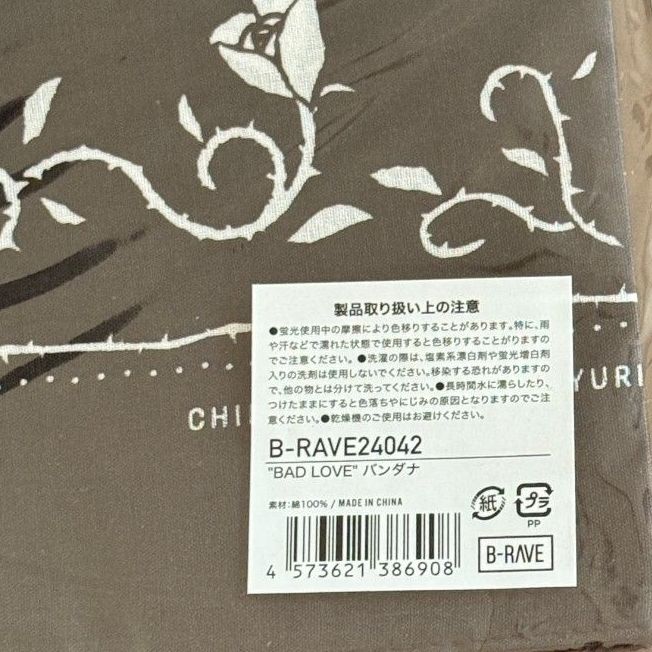 製品取り扱い上の注意
●蛍光使用中の摩擦により色移りすることがあります。特に、雨
や汗などで濡れた状態で使用すると色移りすることがありますの
でご注意ください。●洗濯の際は、塩素系漂白剤や蛍光増白剤
入りの洗剤は使用しないでください。移染する恐れがありますの
で、他の物とは分けて洗ってください。●長時間水に濡らしたり、
つけたままにすると色落ちやにじみの原因となりますのでご注
意ください。●乾燥機のご使用はお避けください。
CHI
YURI
B-RAVE24042
"BAD LOVE" バンダナ
素材:綿100% / MADE IN CHINA
紙
プラ
PP
B-RAVE
4 573621 386908